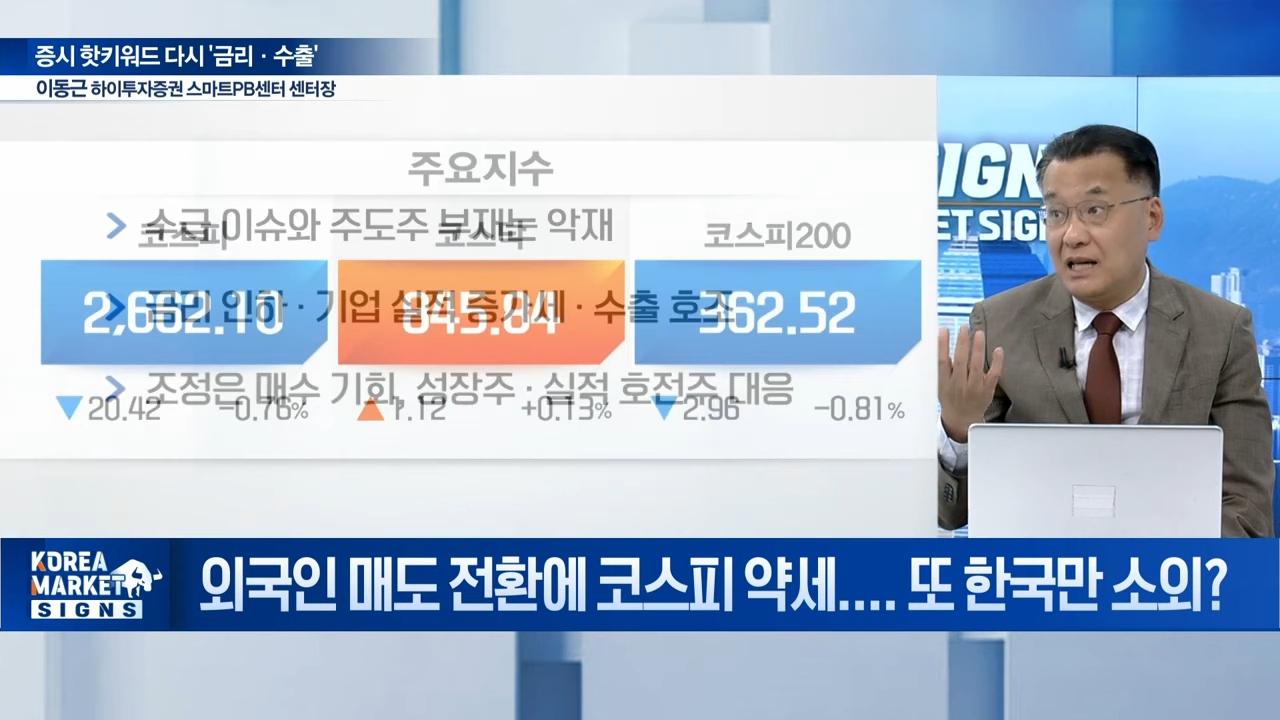 증시 핫키워드 다시 '금리 · 수출'
이동근 하이투자증권 스마트PB센터 센터장
주요지수
수급 이슈와 주도주 부재는 악재
코스피
코스닥
코스피200
금리 인하 · 기업 실적 증가세 · 수출 호조
2,662.10
845.84
362.52
조정은 매수 기회, 성장주 · 실적 호전주 대응
▼ 20.42 -0.76%
▲ 1.12 +0.13%
▼ 2.96 -0.81%
SIGN
ET SIG
KOREA
MARKET
SIGNS
외국인 매도 전환에 코스피 약세.... 또 한국만 소외?